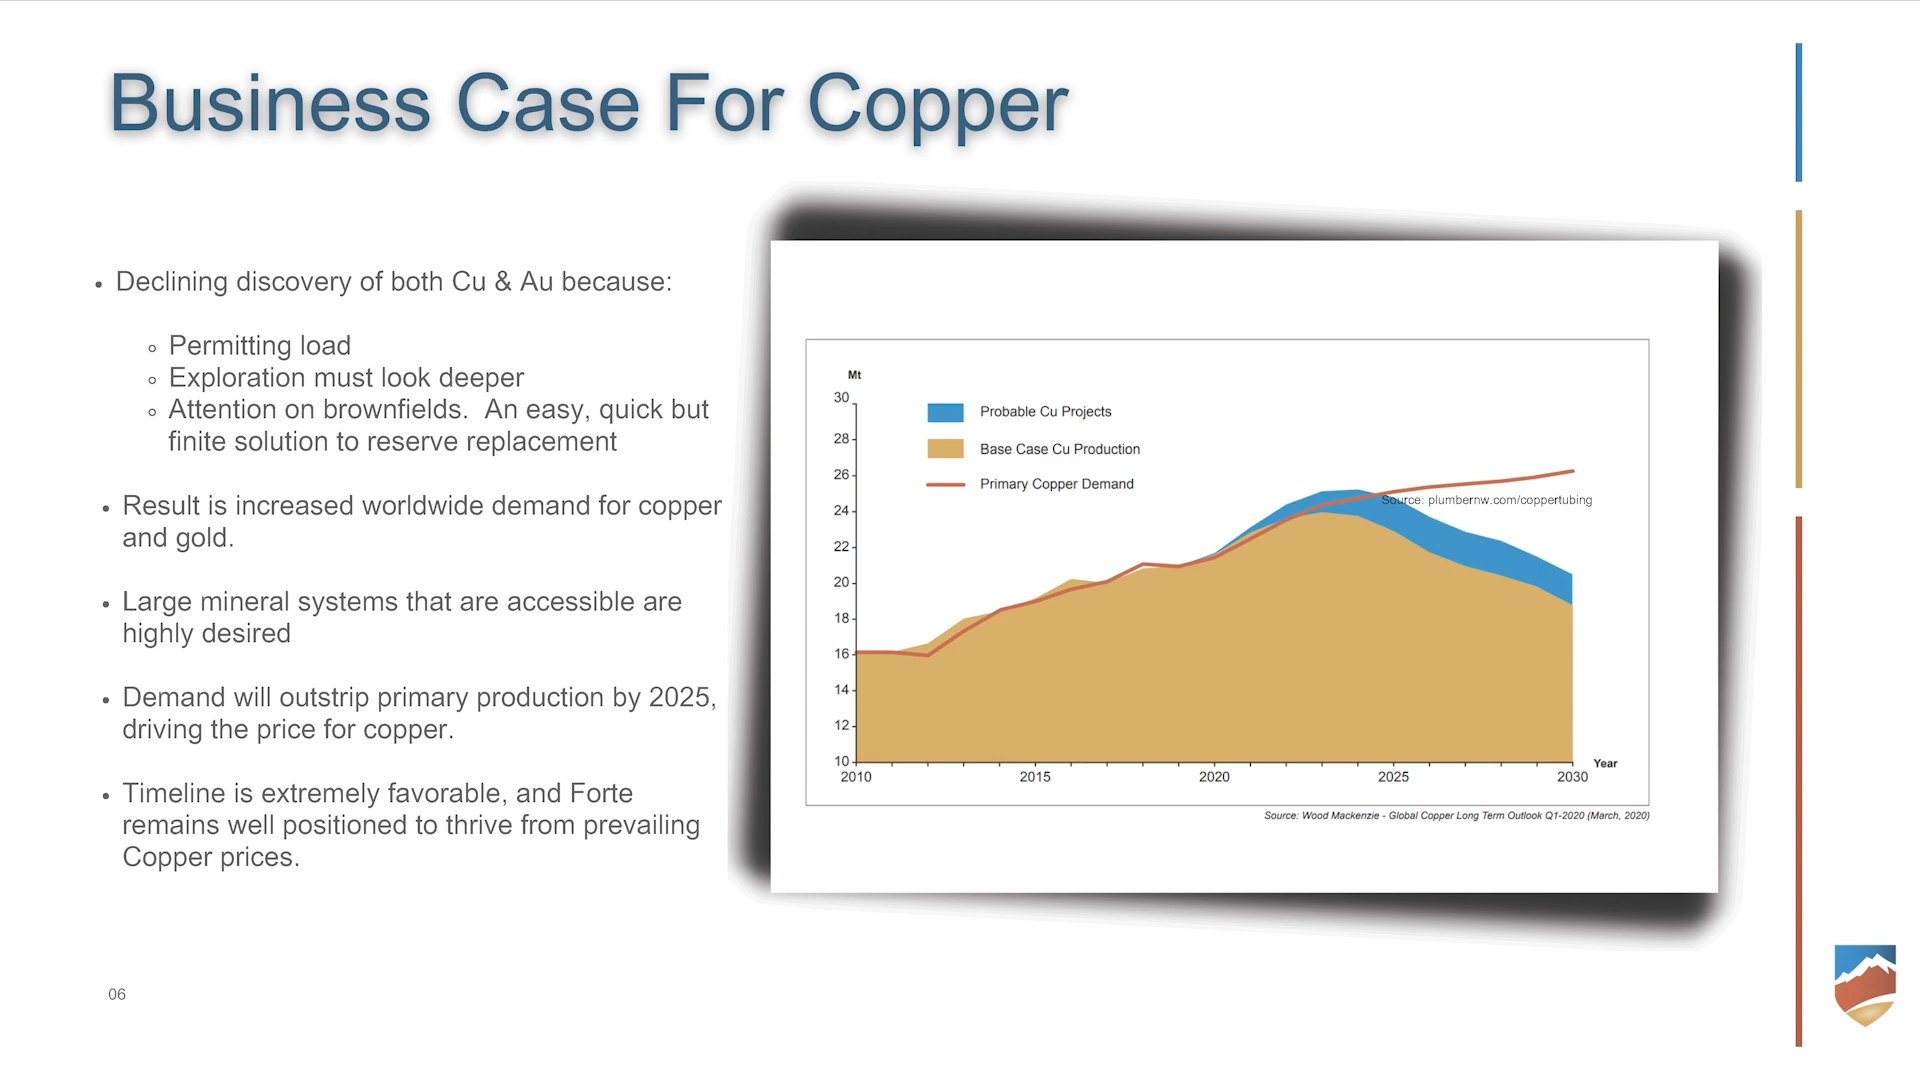 Business Case For Copper
• Declining discovery of both Cu & Au because:
◦ Permitting load
◦ Exploration must look deeper
◦ Attention on brownfields.  An easy, quick but
finite solution to reserve replacement
• Result is increased worldwide demand for copper
and gold.
• Large mineral systems that are accessible are
highly desired
• Demand will outstrip primary production by 2025,
driving the price for copper.
• Timeline is extremely favorable, and Forte
remains well positioned to thrive from prevailing
Copper prices.
Mt
30
28
26
24
22
20
18
16
14
12
10
Probable Cu Projects
Base Case Cu Production
Primary Copper Demand
Source: plumbernw.com/coppertubing
2010 2015 2020 2025 2030
Year
Source: Wood Mackenzie - Global Copper Long Term Outlook Q1-2020 (March, 2020)
06